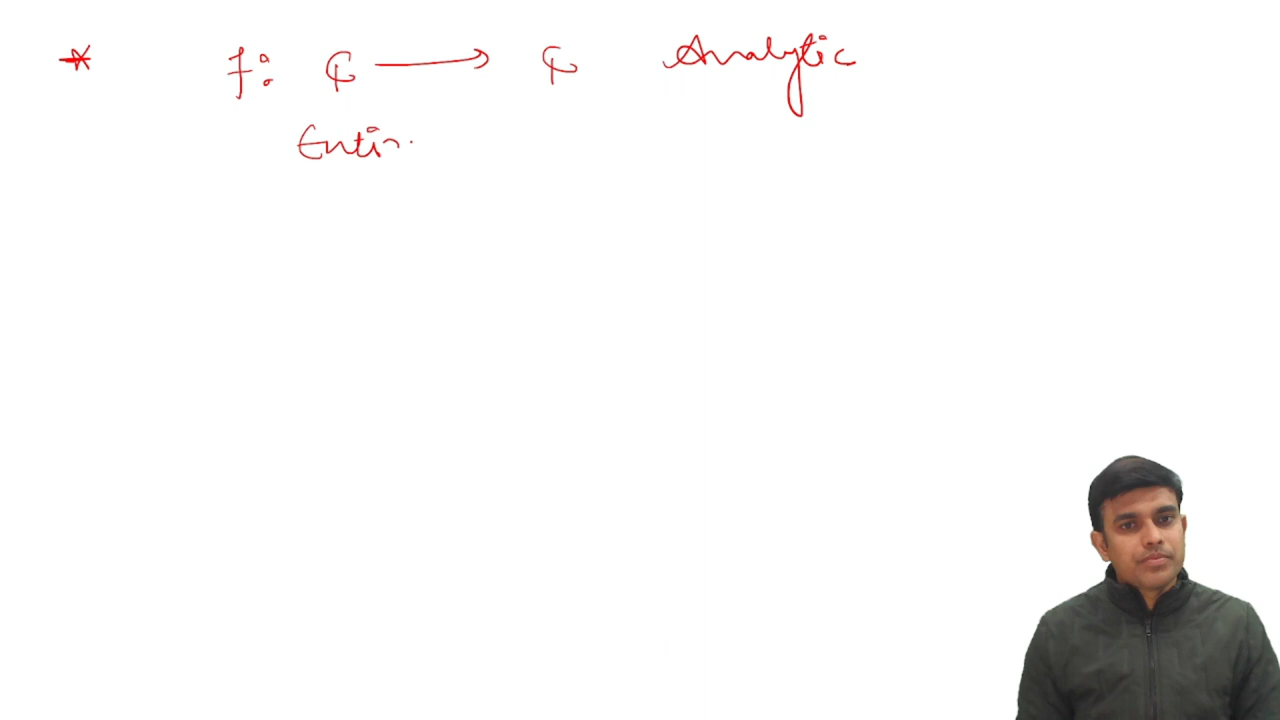 * f: ℂ ⟶ ℂ Analytic
Entir.